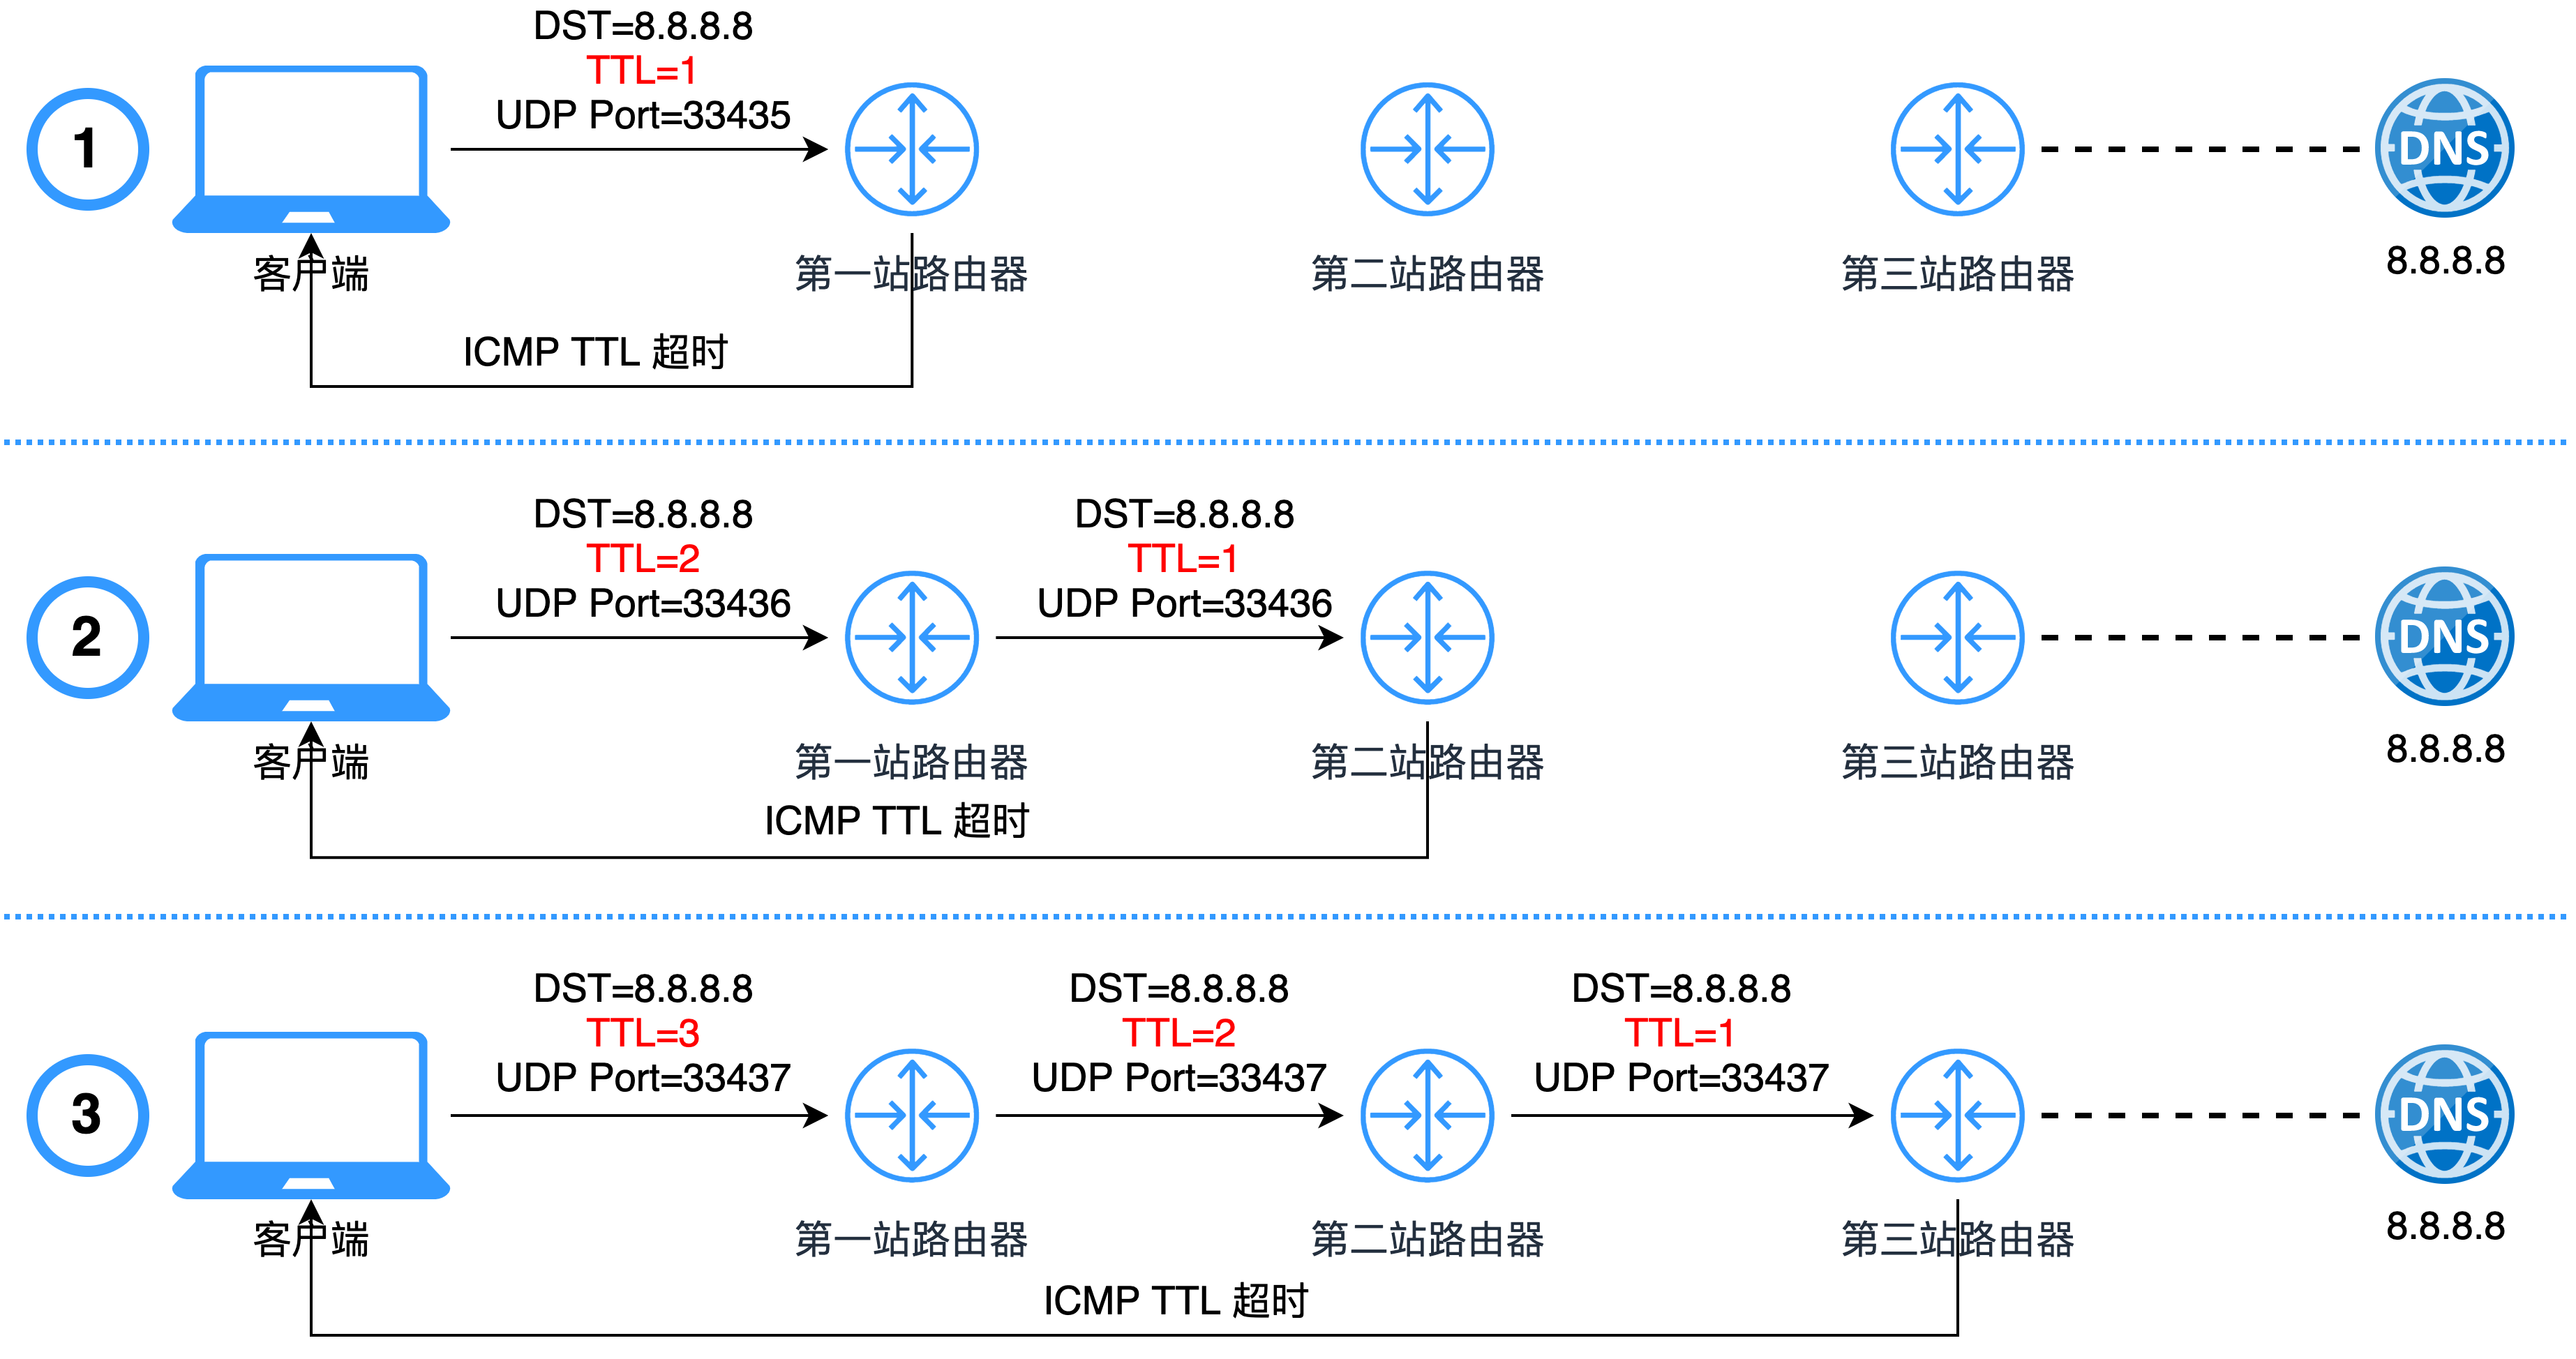 DST=8.8.8.8
TTL=1
UDP Port=33435
1
DNS
客户端
第一站路由器
第二站路由器
第三站路由器
8.8.8.8
ICMP TTL 超时
DST=8.8.8.8
TTL=2
UDP Port=33436
DST=8.8.8.8
TTL=1
UDP Port=33436
2
DNS
客户端
第一站路由器
第二站路由器
第三站路由器
8.8.8.8
ICMP TTL 超时
DST=8.8.8.8
TTL=3
UDP Port=33437
DST=8.8.8.8
TTL=2
UDP Port=33437
DST=8.8.8.8
TTL=1
UDP Port=33437
3
DNS
客户端
第一站路由器
第二站路由器
第三站路由器
8.8.8.8
ICMP TTL 超时